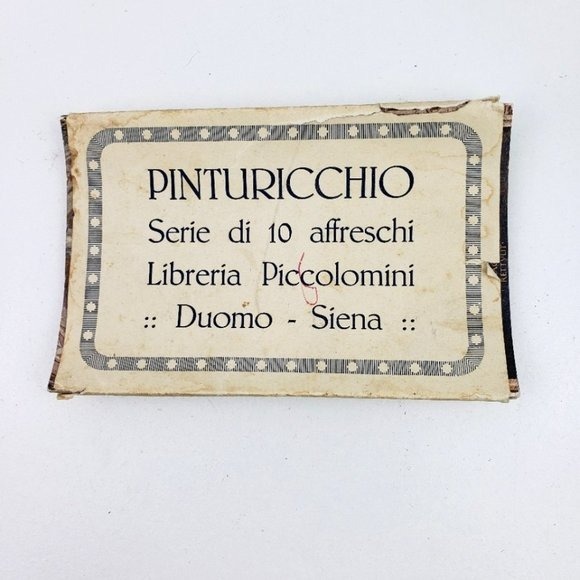 PINTURICCHIO
Serie di 10 affreschi
Libreria Piccolomini
:: Duomo - Siena ::